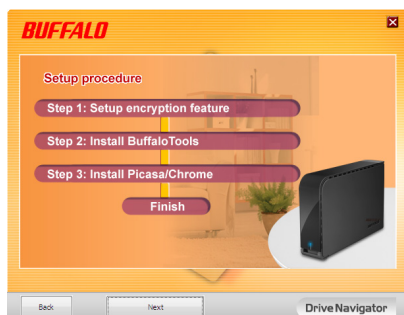 BUFFALO
Setup procedure
Step 1: Setup encryption feature
Step 2: Install BuffaloTools
Step 3: Install Picasa/Chrome
Finish
Back
Next
DriveNavigator